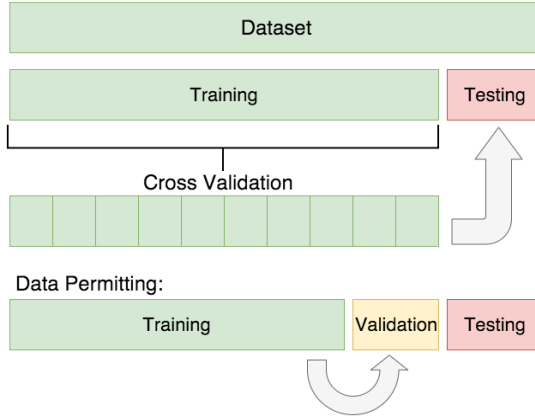 Dataset
Training Testing
Cross Validation
Data Permitting:
Training Validation Testing